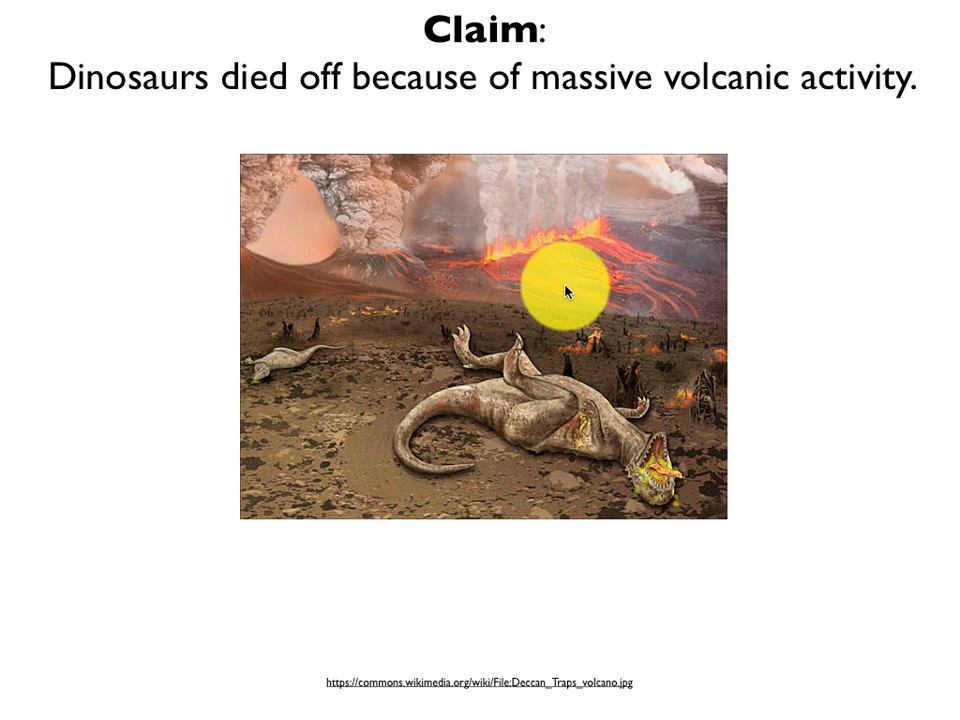 Claim:
Dinosaurs died off because of massive volcanic activity.
https://commons.wikimedia.org/wiki/File:Deccan_Traps_volcano.jpg